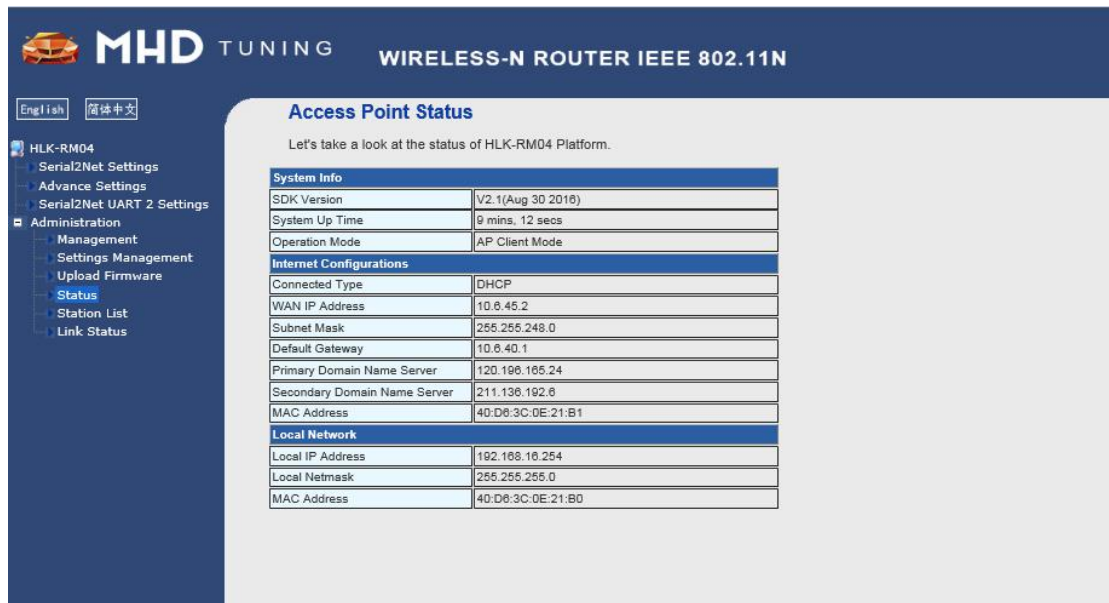 MHD TUNING
WIRELESS-N ROUTER IEEE 802.11N
English 简体中文
HLK-RM04
Serial2Net Settings
Advance Settings
Serial2Net UART 2 Settings
Administration
Management
Settings Management
Upload Firmware
Status
Station List
Link Status
Access Point Status
Let's take a look at the status of HLK-RM04 Platform.
System Info
SDK Version V2.1(Aug 30 2016)
System Up Time 9 mins, 12 secs
Operation Mode AP Client Mode
Internet Configurations
Connected Type DHCP
WAN IP Address 10.6.45.2
Subnet Mask 255.255.248.0
Default Gateway 10.6.40.1
Primary Domain Name Server 120.196.165.24
Secondary Domain Name Server 211.136.192.6
MAC Address 40:D6:3C:0E:21:B1
Local Network
Local IP Address 192.168.16.254
Local Netmask 255.255.255.0
MAC Address 40:D6:3C:0E:21:B0